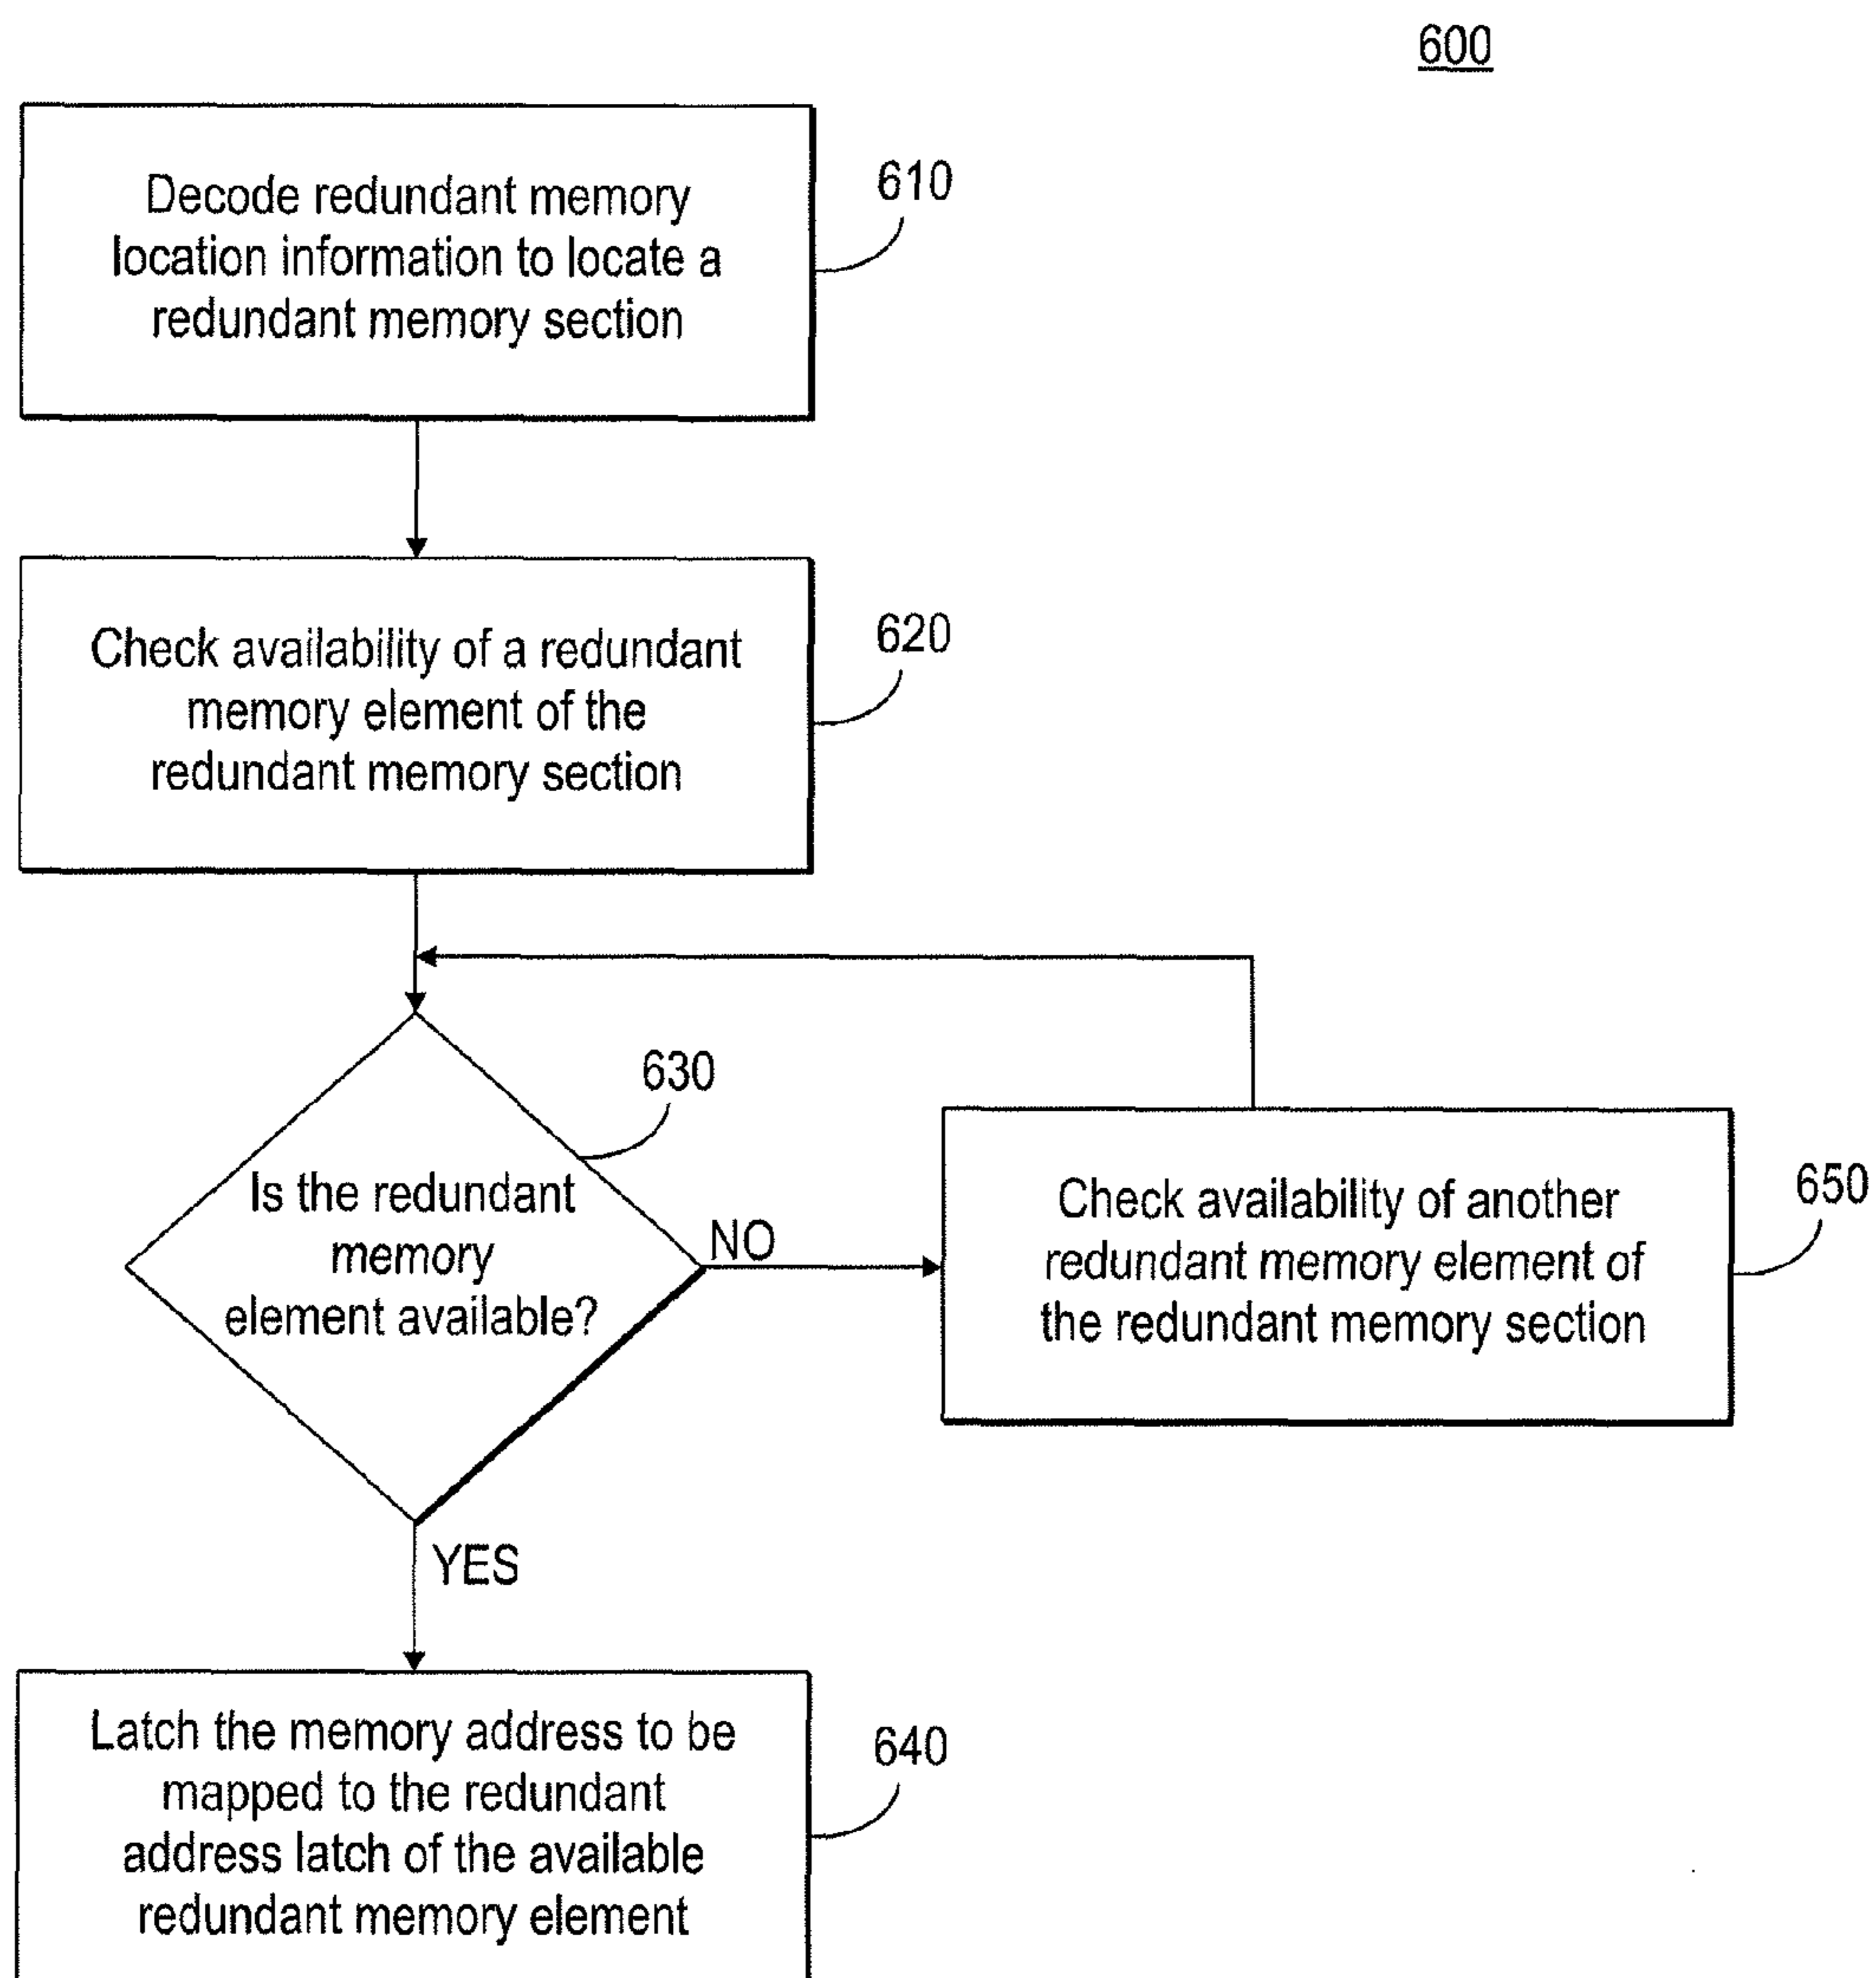 600
Decode redundant memory
location information to locate a
redundant memory section
610
Check availability of a redundant
memory element of the
redundant memory section
620
630
Is the redundant
memory
element available?
NO
Check availability of another
redundant memory element of
the redundant memory section
650
YES
Latch the memory address to be
mapped to the redundant
address latch of the available
redundant memory element
640